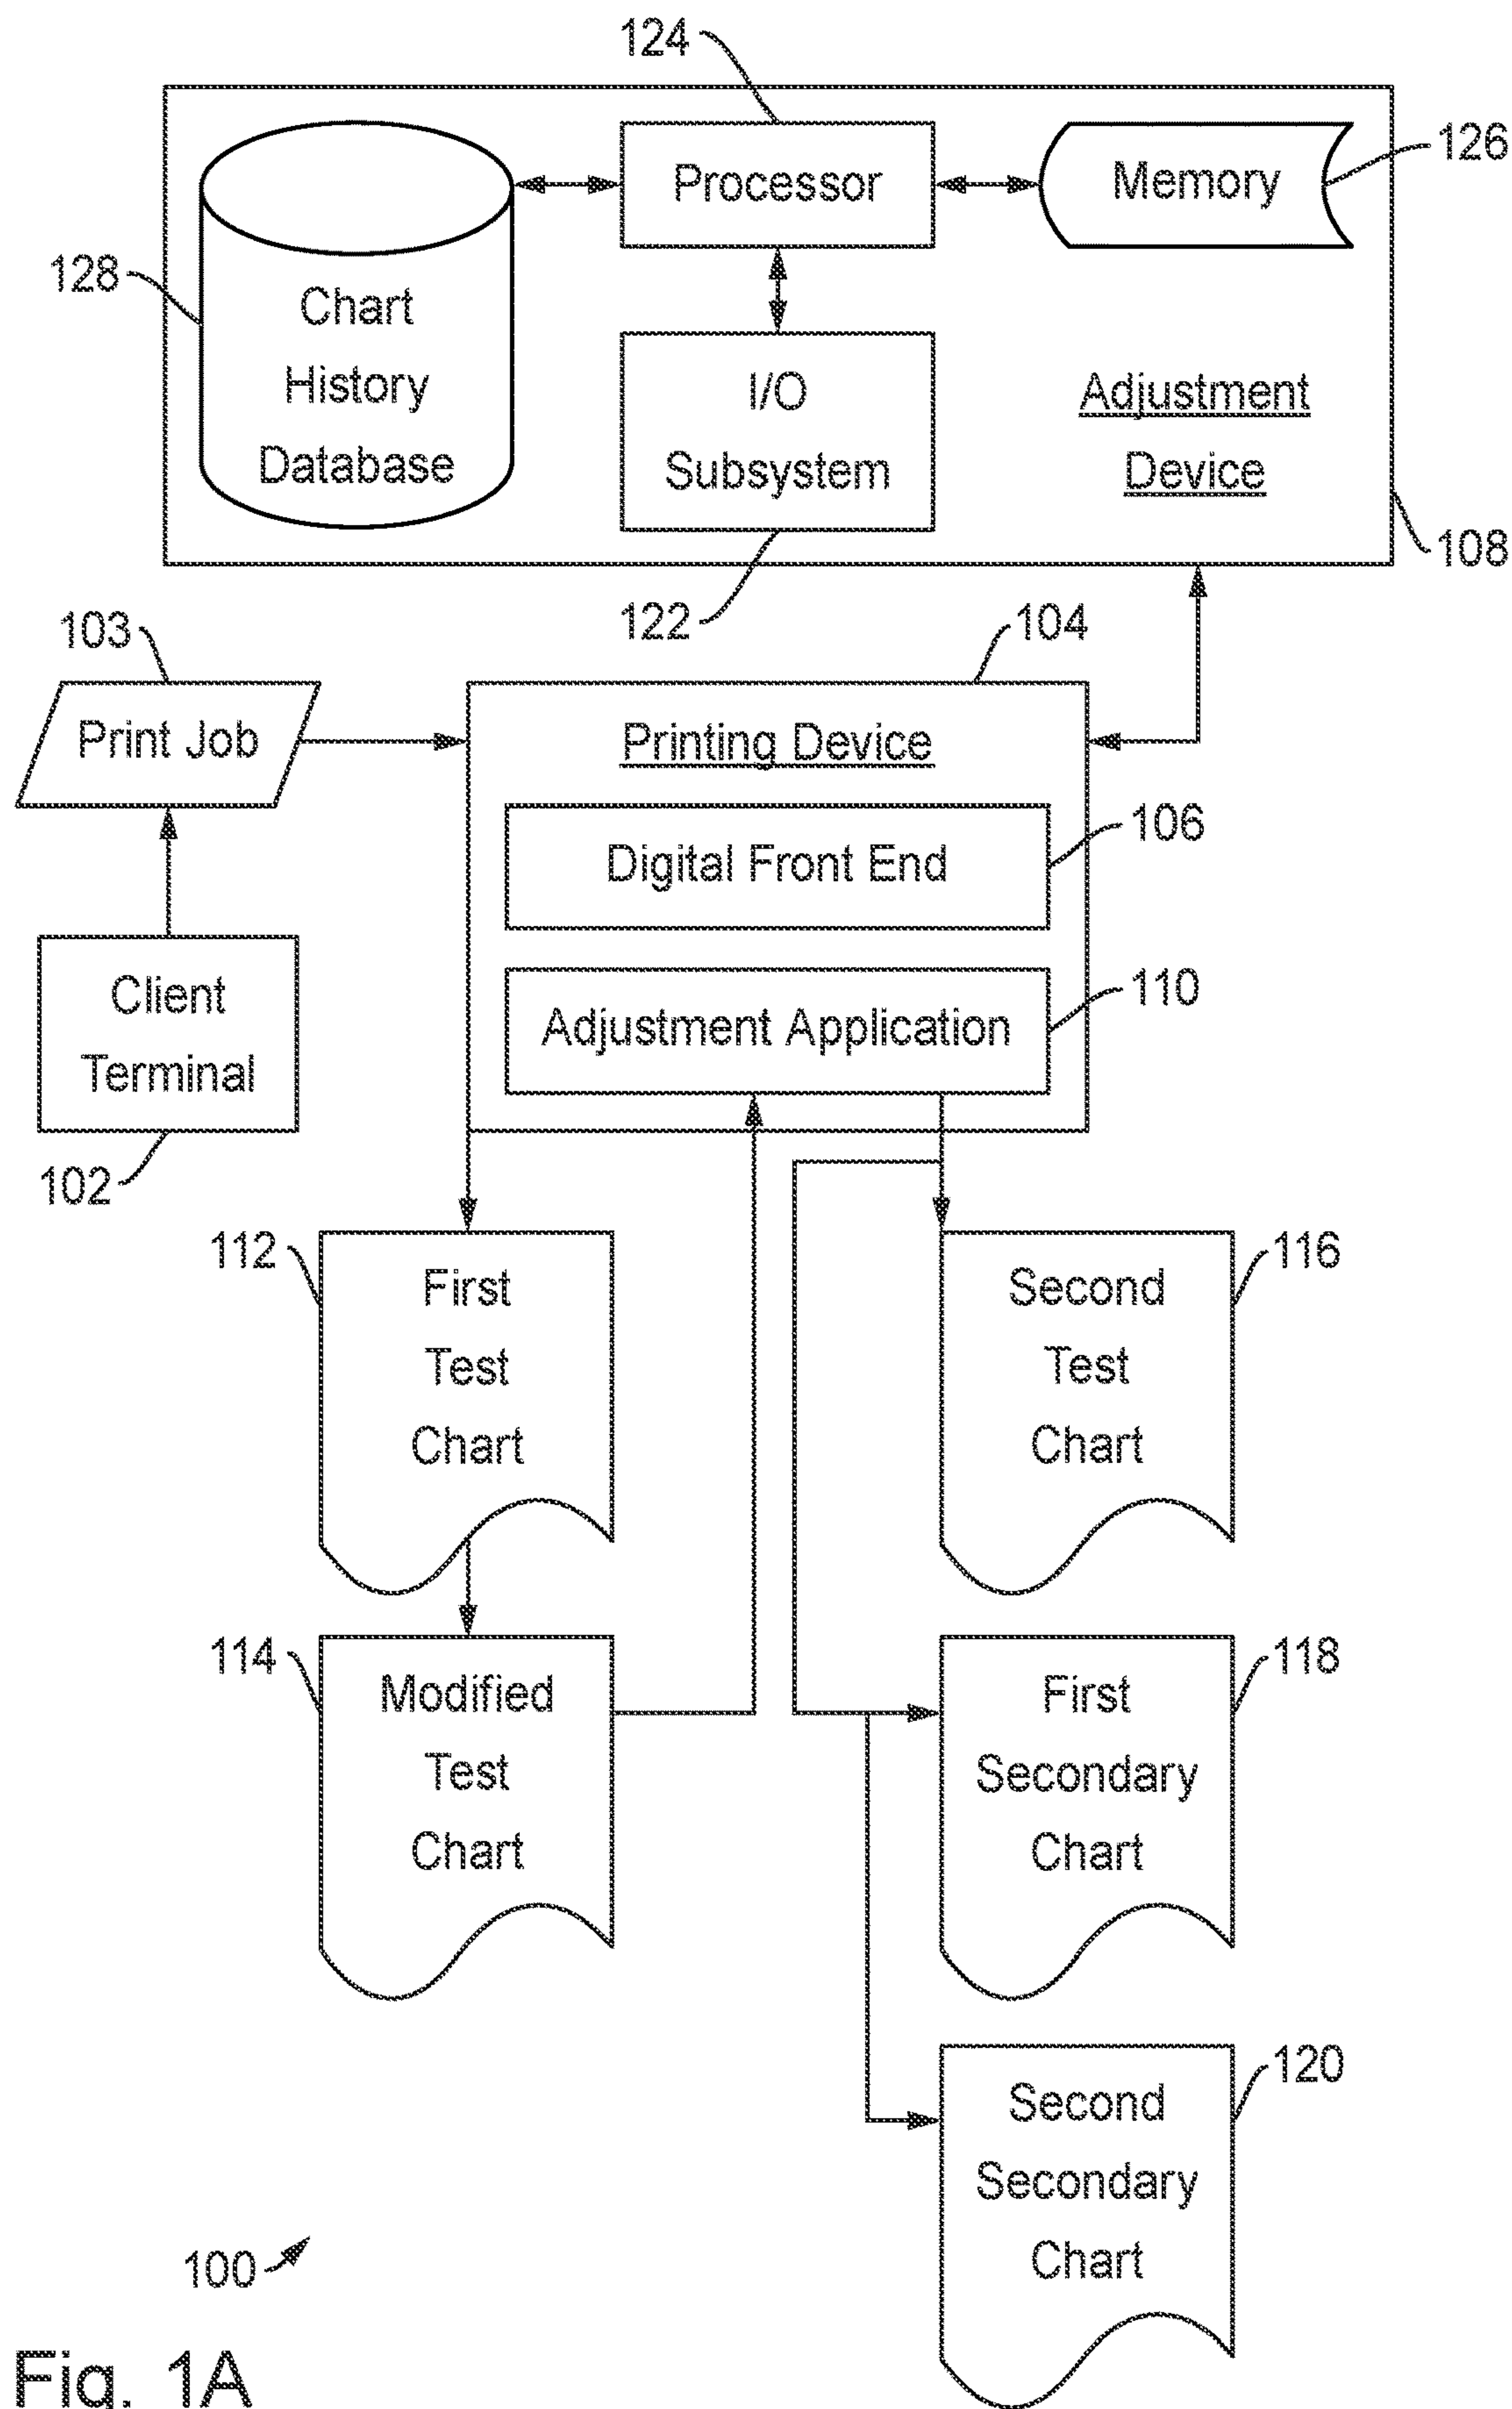 124
Processor
Memory
126
128
Chart
History
Database
I/O
Subsystem
Adjustment
Device
108
122
103
104
Print Job
Printing Device
106
Digital Front End
Client
Terminal
102
110
Adjustment Application
112
First
Test
Chart
116
Second
Test
Chart
114
Modified
Test
Chart
118
First
Secondary
Chart
120
Second
Secondary
Chart
100
Fig. 1A